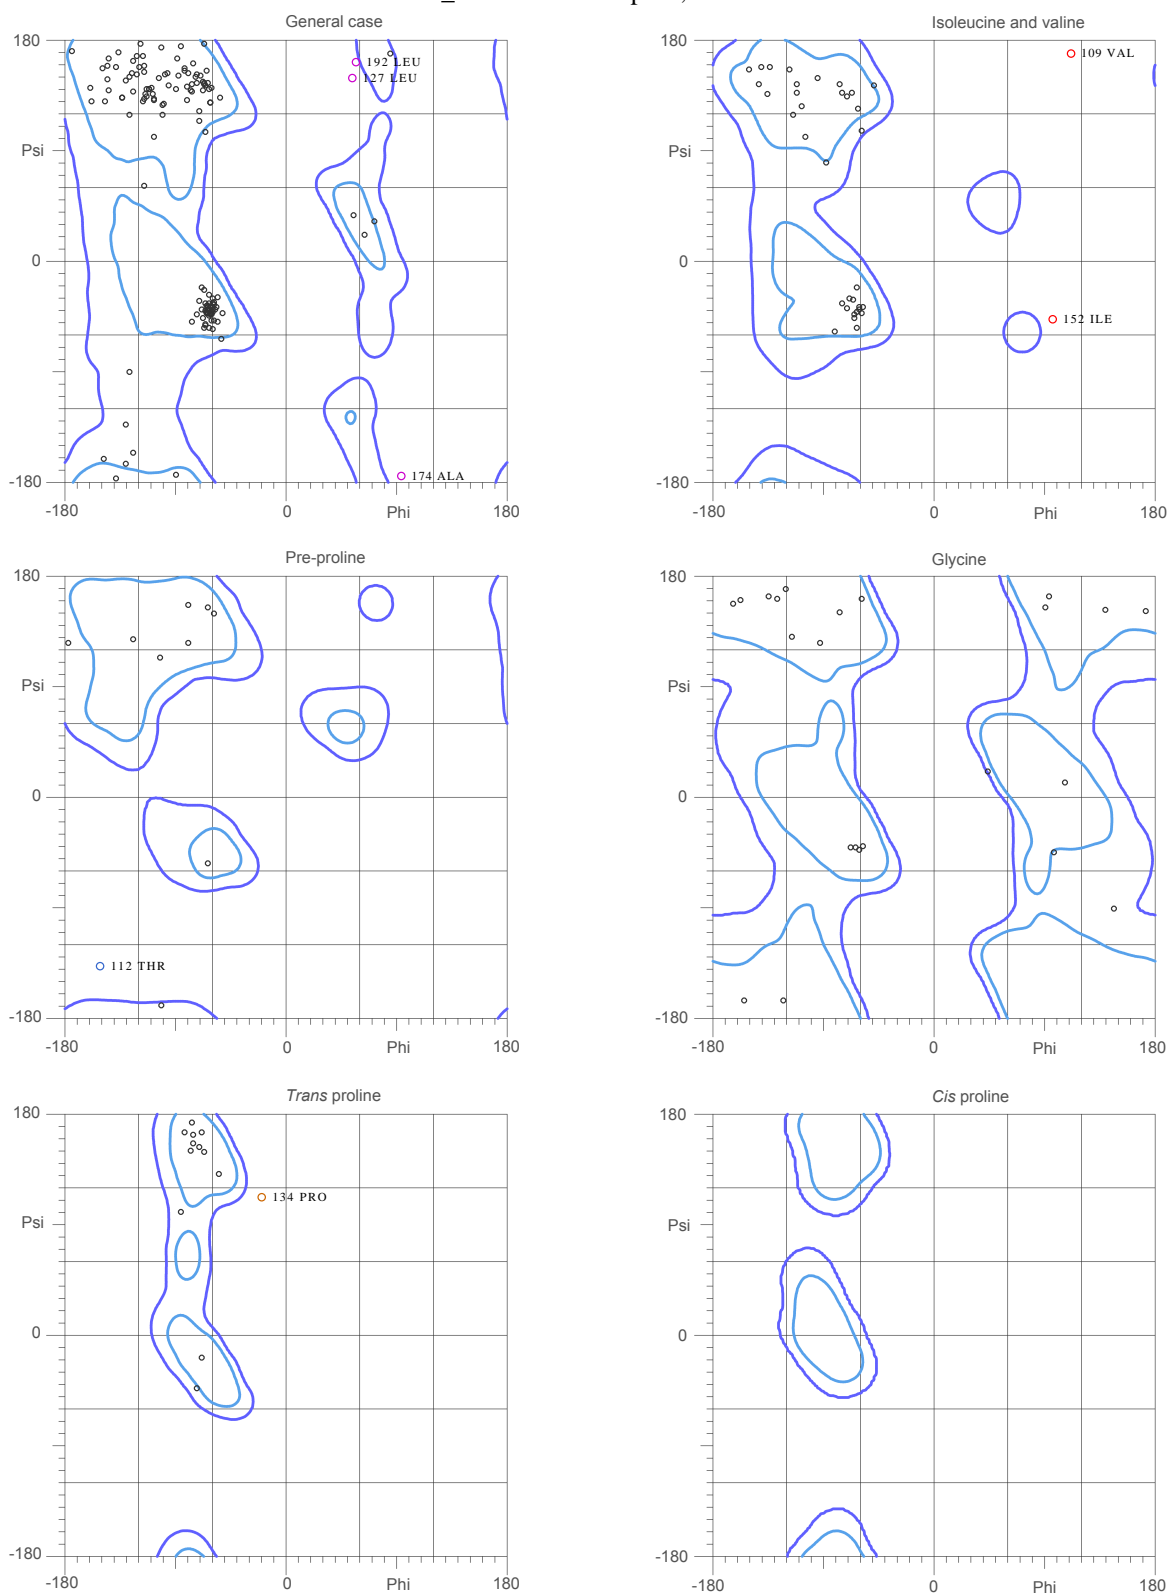 General case
180
Psi
0
-180
-180
0
Phi
180
192 LEU
127 LEU
174 ALA
Isoleucine and valine
180
Psi
0
-180
-180
0
Phi
180
109 VAL
152 ILE
Pre-proline
180
Psi
0
-180
-180
0
Phi
180
112 THR
Glycine
180
Psi
0
-180
-180
0
Phi
180
Trans proline
180
Psi
0
-180
-180
0
Phi
180
134 PRO
Cis proline
180
Psi
0
-180
-180
0
Phi
180